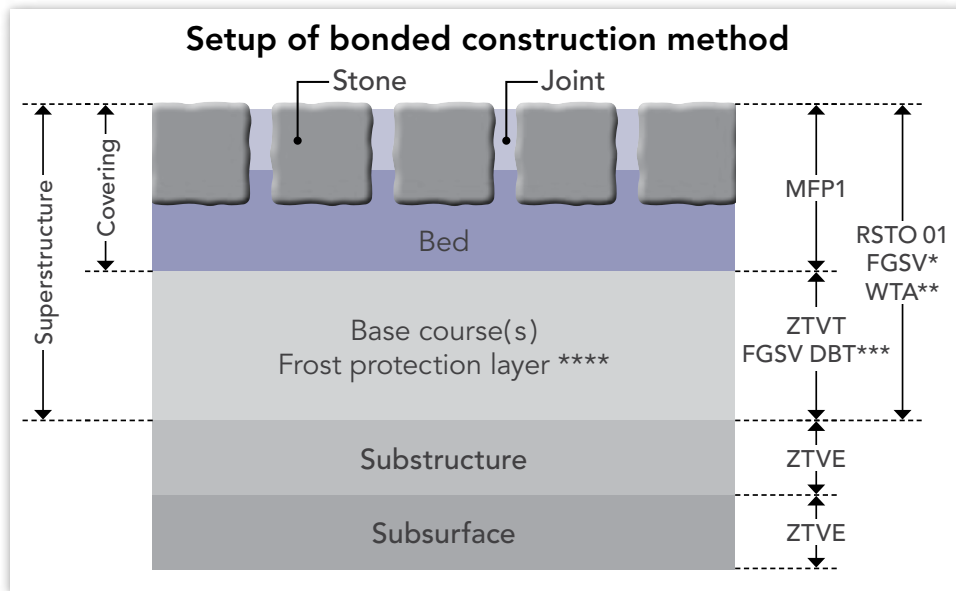 Setup of bonded construction method
Stone
Joint
Superstructure
Covering
Bed
MFP1
RSTO 01
FGSV*
WTA**
Base course(s)
Frost protection layer ****
ZTVT
FGSV DBT***
Substructure
ZTVE
Subsurface
ZTVE